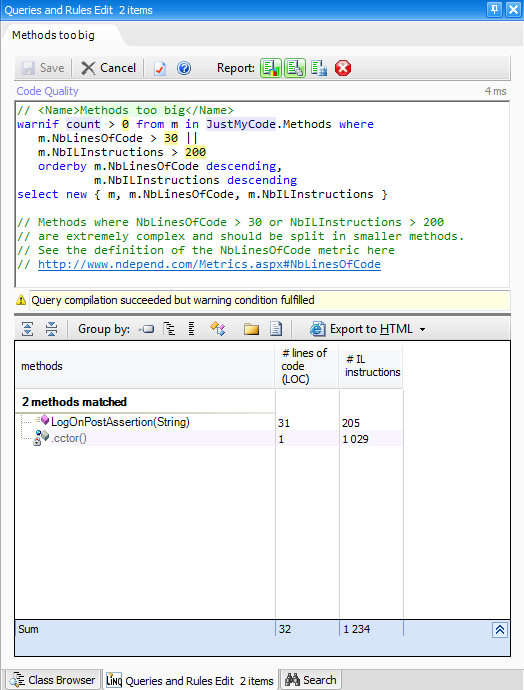 Queries and Rules Edit  2 items
Methods too big
Save Cancel Report:
Code Quality 4 ms
// <Name>Methods too big</Name>
warnif count > 0 from m in JustMyCode.Methods where
   m.NbLinesOfCode > 30 ||
   m.NbILInstructions > 200
   orderby m.NbLinesOfCode descending,
           m.NbILInstructions descending
select new { m, m.NbLinesOfCode, m.NbILInstructions }
// Methods where NbLinesOfCode > 30 or NbILInstructions > 200
// are extremely complex and should be split in smaller methods.
// See the definition of the NbLinesOfCode metric here
// http://www.ndepend.com/Metrics.aspx#NbLinesOfCode
Query compilation succeeded but warning condition fulfilled
Group by: Export to HTML
methods
# lines of
code
(LOC)
# IL
instructions
2 methods matched
LogOnPostAssertion(String) 31 205
.cctor() 1 1 029
Sum 32 1 234
Class Browser LINQ Queries and Rules Edit  2 items Search